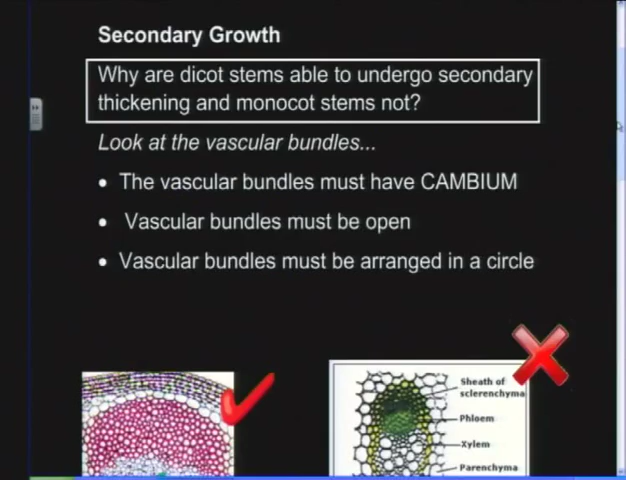 Secondary Growth
Why are dicot stems able to undergo secondary
thickening and monocot stems not?
Look at the vascular bundles...
• The vascular bundles must have CAMBIUM
• Vascular bundles must be open
• Vascular bundles must be arranged in a circle
Sheath of
sclerenchyma
Phloem
Xylem
Parenchyma